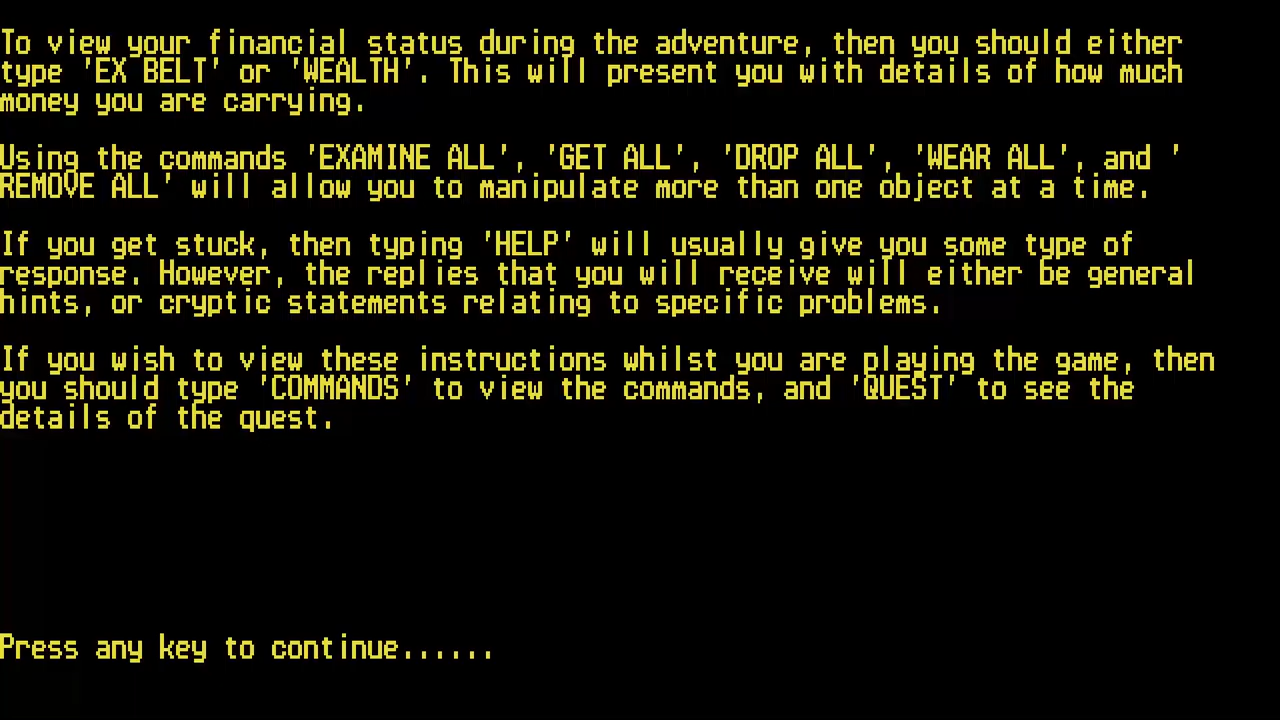 To view your financial status during the adventure, then you should either
type 'EX BELT' or 'WEALTH'. This will present you with details of how much
money you are carrying.
Using the commands 'EXAMINE ALL', 'GET ALL', 'DROP ALL', 'WEAR ALL', and '
REMOVE ALL' will allow you to manipulate more than one object at a time.
If you get stuck, then typing 'HELP' will usually give you some type of
response. However, the replies that you will receive will either be general
hints, or cryptic statements relating to specific problems.
If you wish to view these instructions whilst you are playing the game, then
you should type 'COMMANDS' to view the commands, and 'QUEST' to see the
details of the quest.
Press any key to continue......